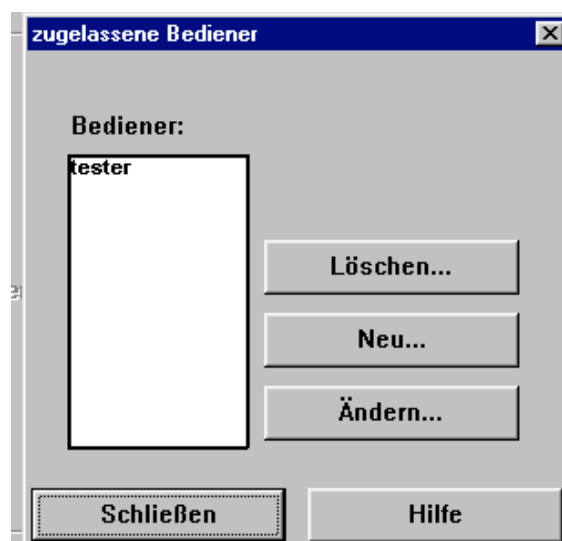 zugelassene Bediener
Bediener:
tester
Löschen...
Neu...
Ändern...
Schließen
Hilfe